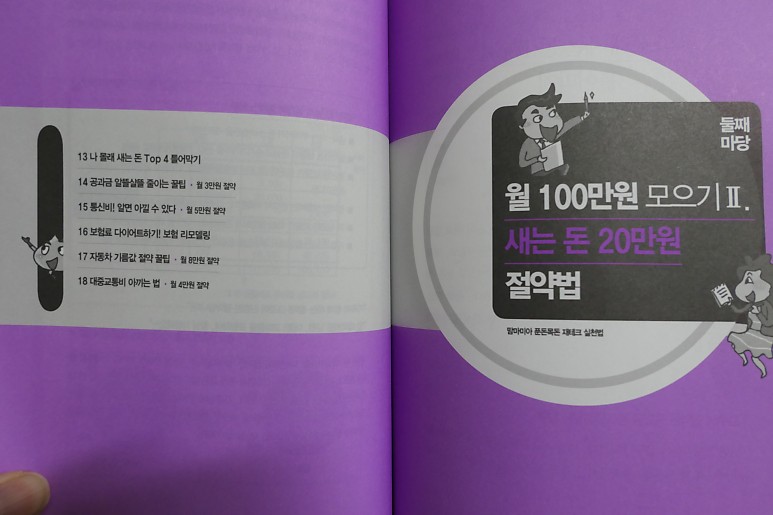 13 나 몰래 새는 돈 Top 4 틀어막기
14 공과금 알뜰살뜰 줄이는 꿀팁 · 월 3만원 절약
15 통신비! 알면 아낄 수 있다 · 월 5만원 절약
16 보험료 다이어트하기! 보험 리모델링
17 자동차 기름값 절약 꿀팁 · 월 8만원 절약
18 대중교통비 아끼는 법 · 월 4만원 절약
둘째
마당
월 100만원 모으기 II.
새는 돈 20만원
절약법
맘마미아 푼돈목돈 재테크 실천법